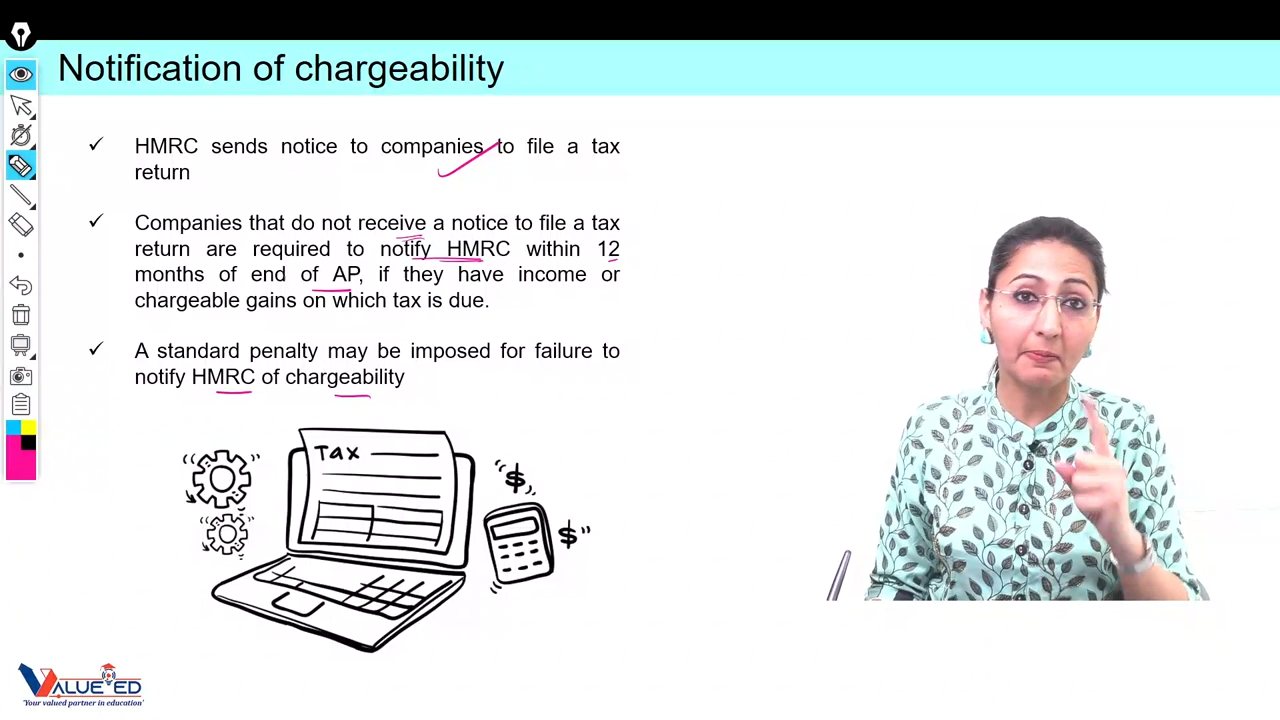 Notification of chargeability
✓ HMRC sends notice to companies to file a tax
return
✓ Companies that do not receive a notice to file a tax
return are required to notify HMRC within 12
months of end of AP, if they have income or
chargeable gains on which tax is due.
✓ A standard penalty may be imposed for failure to
notify HMRC of chargeability
Tax
$
$
VALUE ED
"Your valued partner in education"